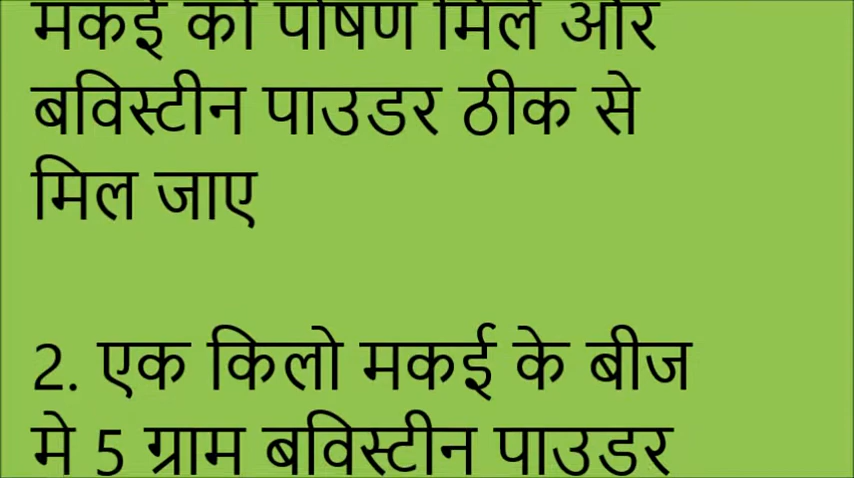 मकई को पोषण मिले और
बविस्टीन पाउडर ठीक से
मिल जाए
2. एक किलो मकई के बीज
मे 5 ग्राम बविस्टीन पाउडर